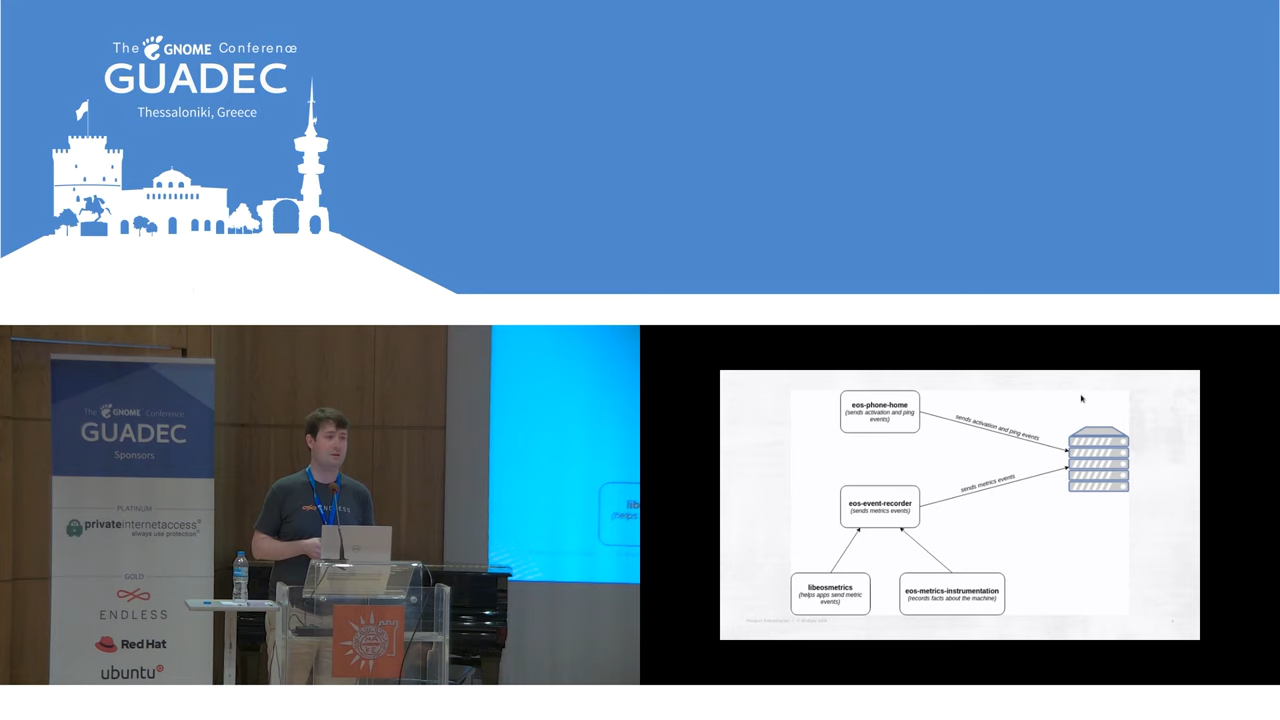 The GNOME Conference
GUADEC
Thessaloniki, Greece
The GNOME Conference
GUADEC
Sponsors
PLATINUM
privateinternetaccess
always use protection
GOLD
ENDLESS
Red Hat
ubuntu
ENDLESS
lib
(helps
eos-phone-home
(sends activation and ping
events)
sends activation and ping events
eos-event-recorder
(sends metrics events)
sends metrics events
libeosmetrics
(helps apps send metric
events)
eos-metrics-instrumentation
(records facts about the machine)